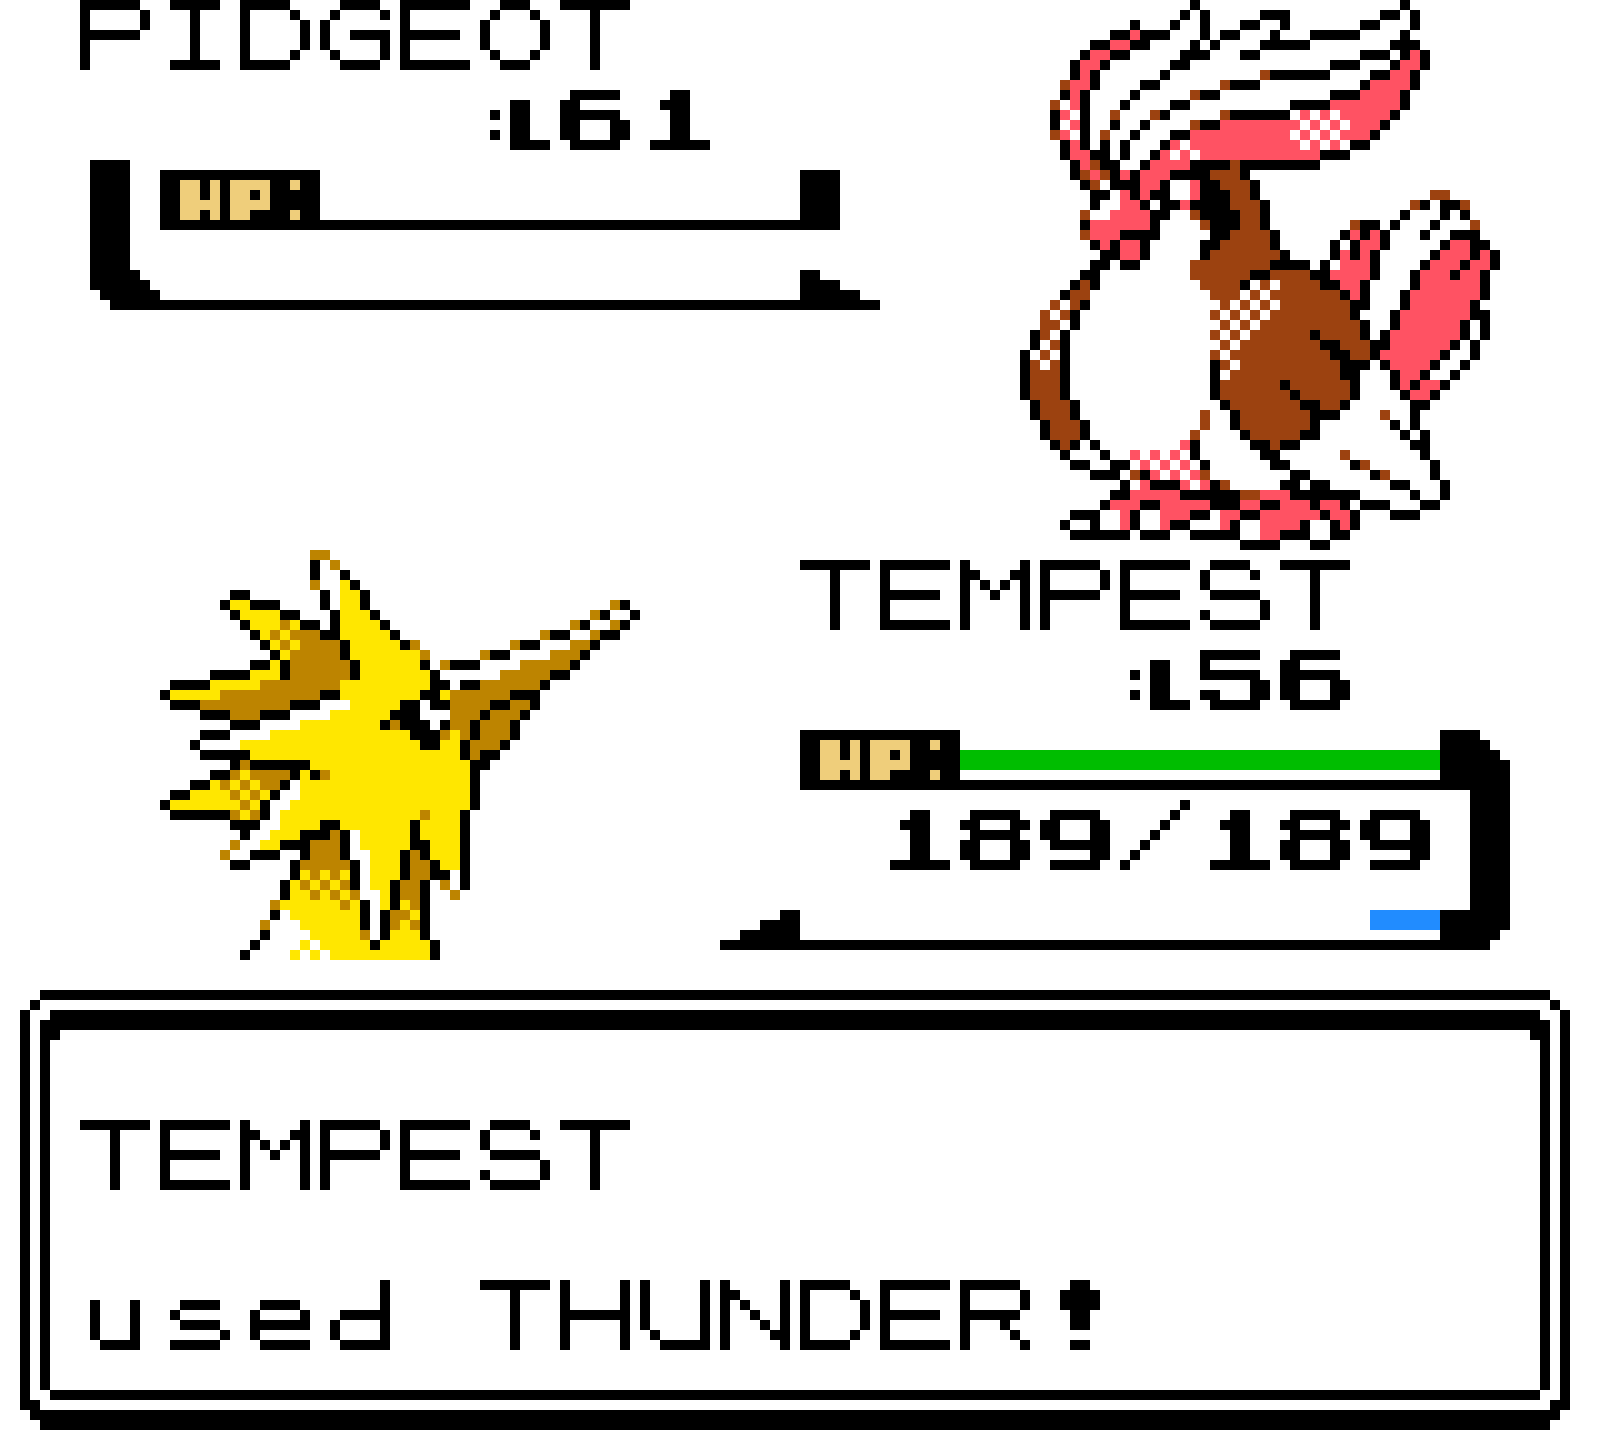 PIDGEOT
:L61
HP:
TEMPEST
:L56
HP:
189/189
TEMPEST
used THUNDER!